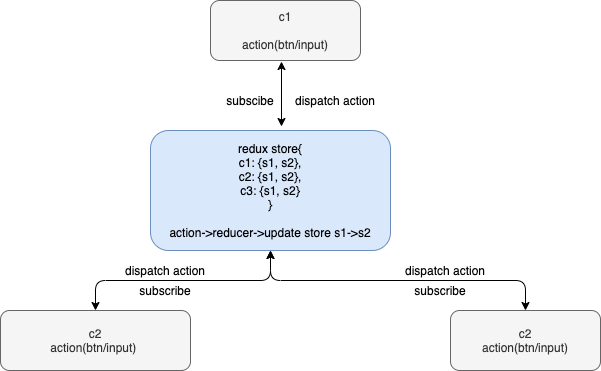 c1
action(btn/input)
subscibe dispatch action
redux store{
c1: {s1, s2},
c2: {s1, s2},
c3: {s1, s2}
}
action->reducer->update store s1->s2
dispatch action
subscribe
dispatch action
subscribe
c2
action(btn/input)
c2
action(btn/input)